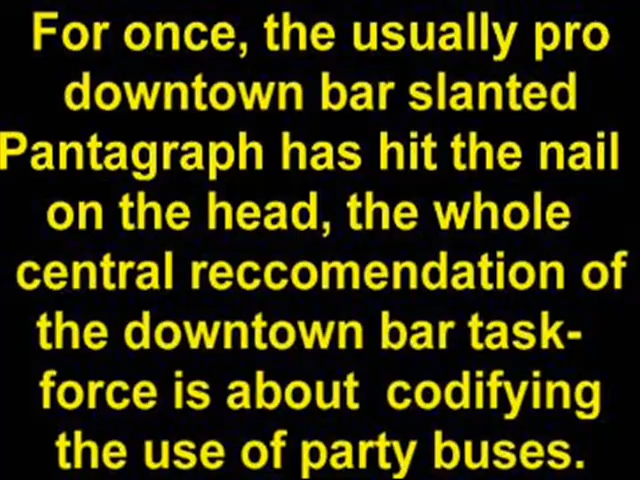 For once, the usually pro
downtown bar slanted
Pantagraph has hit the nail
on the head, the whole
central reccomendation of
the downtown bar task-
force is about  codifying
the use of party buses.